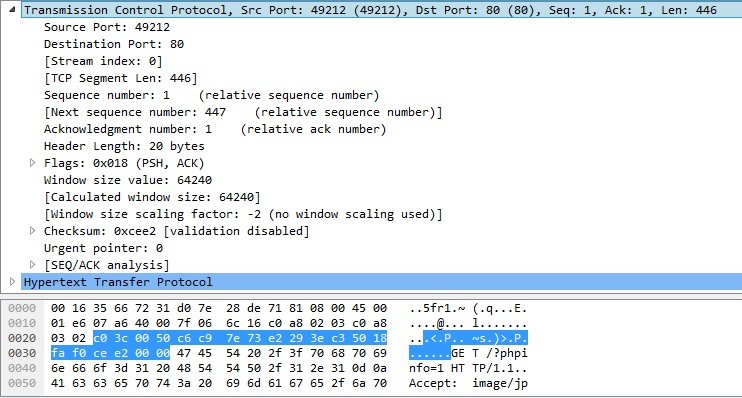 Transmission Control Protocol, Src Port: 49212 (49212), Dst Port: 80 (80), Seq: 1, Ack: 1, Len: 446
Source Port: 49212
Destination Port: 80
[Stream index: 0]
[TCP Segment Len: 446]
Sequence number: 1    (relative sequence number)
[Next sequence number: 447    (relative sequence number)]
Acknowledgment number: 1    (relative ack number)
Header Length: 20 bytes
Flags: 0x018 (PSH, ACK)
Window size value: 64240
[Calculated window size: 64240]
[Window size scaling factor: -2 (no window scaling used)]
Checksum: 0xcee2 [validation disabled]
Urgent pointer: 0
[SEQ/ACK analysis]
Hypertext Transfer Protocol
0000  00 16 35 66 72 31 d0 7e  28 de 71 81 08 00 45 00  ..5fr1.~ (.q...E.
0010  01 e6 07 a6 40 00 7f 06  6c 16 c0 a8 02 03 c0 a8  ....@... l.......
0020  03 02 c0 3c 00 50 c6 c9  7e 73 e2 29 3e c3 50 18  ...<.P.. ~s.)>.P.
0030  fa f0 ce e2 00 00 47 45  54 20 2f 3f 70 68 70 69  ......GE T /?phpi
0040  6e 66 6f 3d 31 20 48 54  54 50 2f 31 2e 31 0d 0a  nfo=1 HT TP/1.1..
0050  41 63 63 65 70 74 3a 20  69 6d 61 67 65 2f 6a 70  Accept:  image/jp